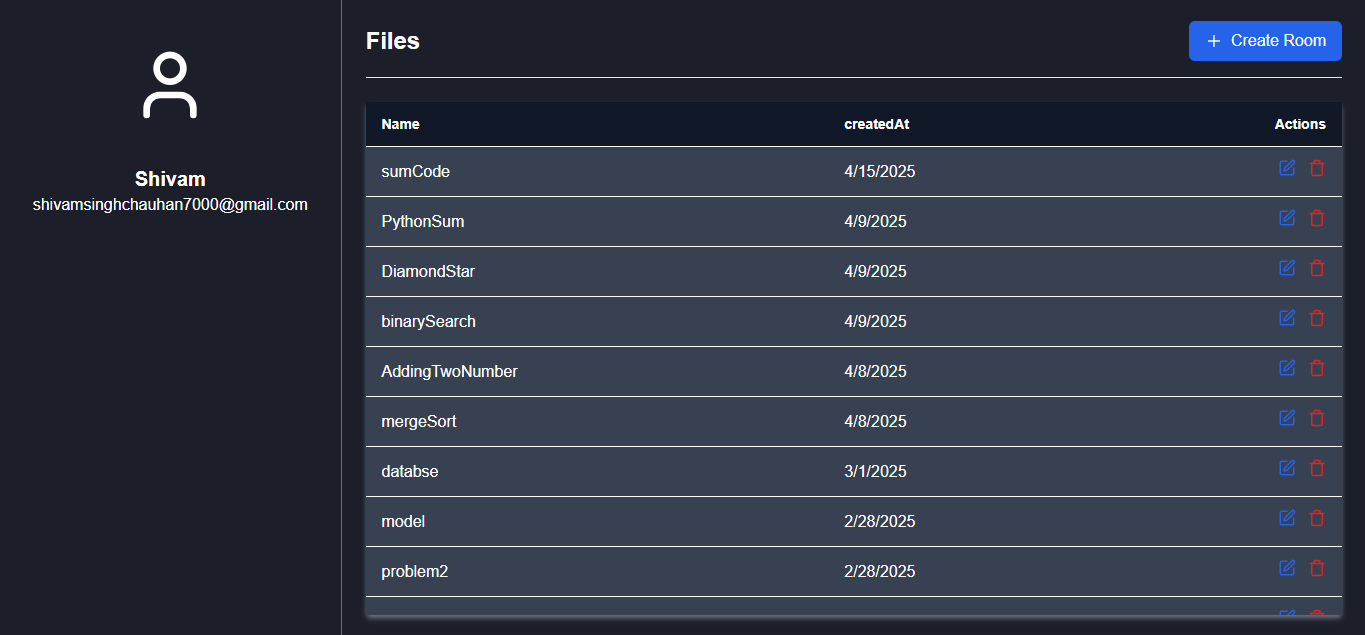 Shivam
shivamsinghchauhan7000@gmail.com
Files
Create Room
Name createdAt Actions
sumCode 4/15/2025
PythonSum 4/9/2025
DiamondStar 4/9/2025
binarySearch 4/9/2025
AddingTwoNumber 4/8/2025
mergeSort 4/8/2025
databse 3/1/2025
model 2/28/2025
problem2 2/28/2025